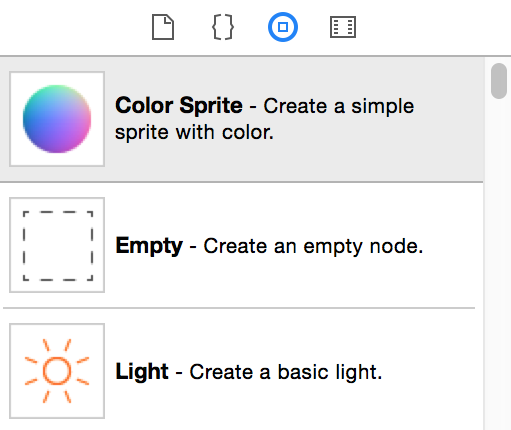 Color Sprite - Create a simple
sprite with color.
Empty - Create an empty node.
Light - Create a basic light.